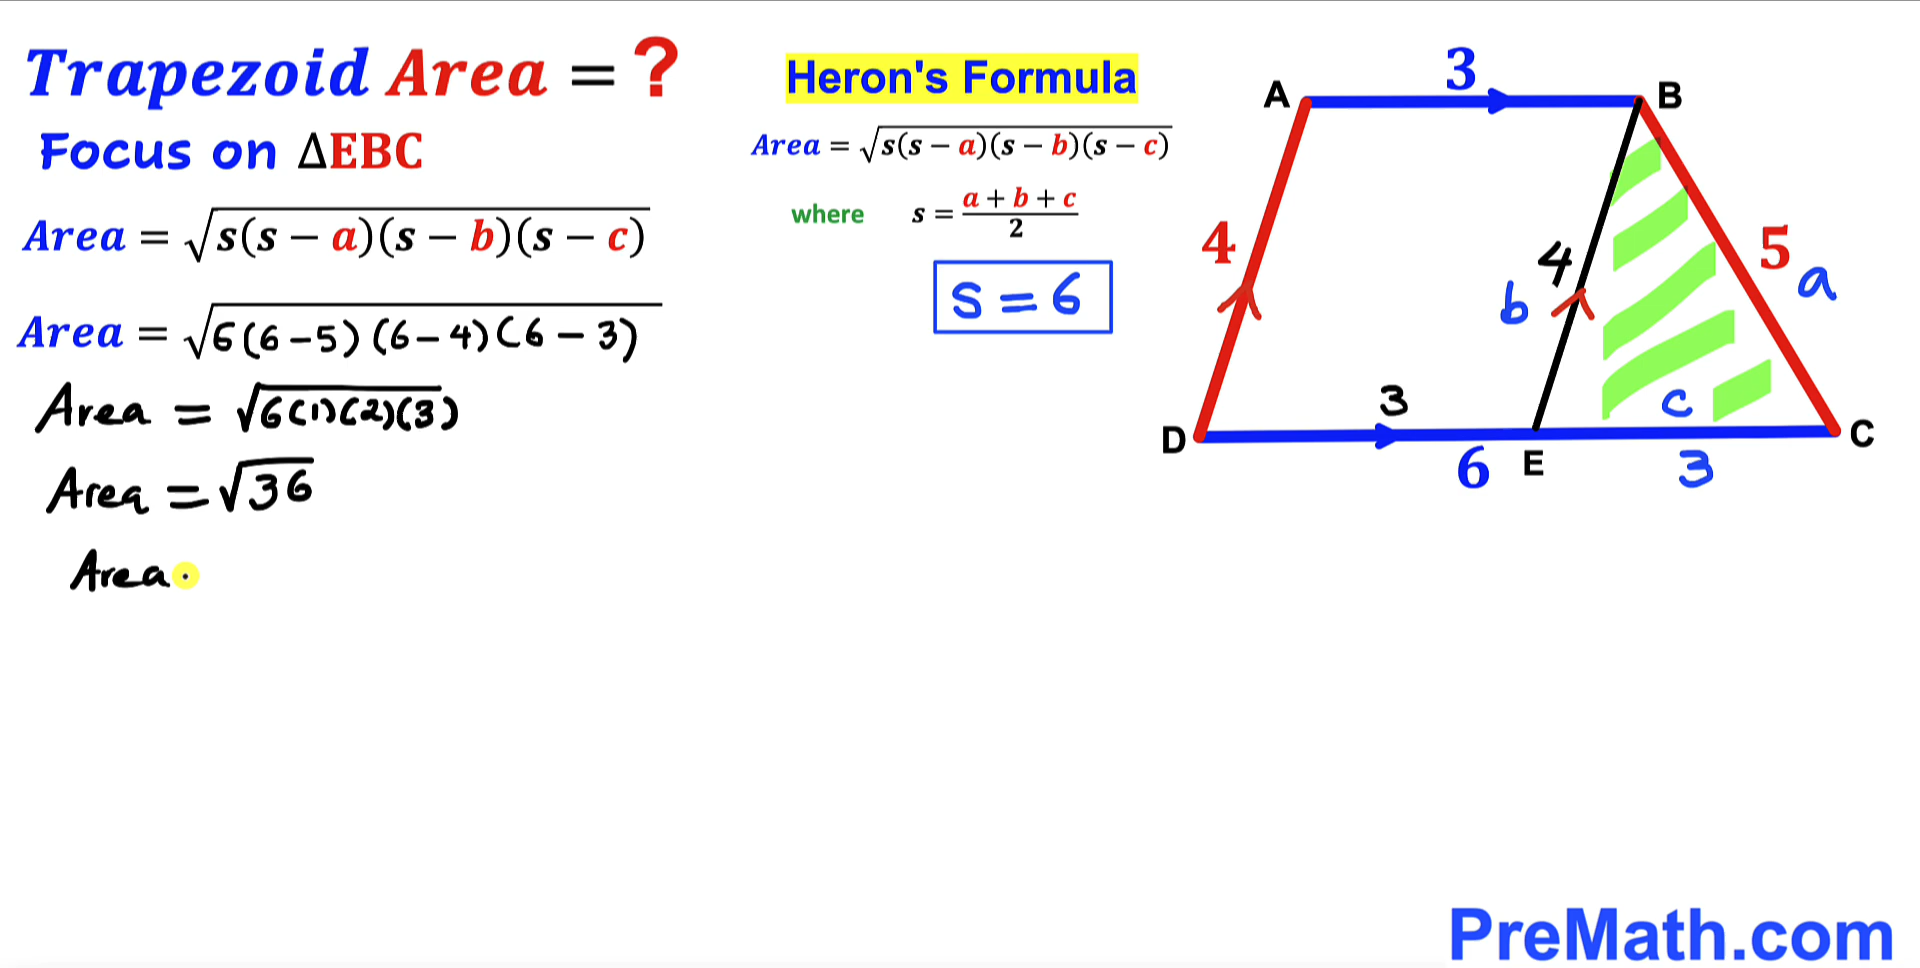 Trapezoid Area = ?
Focus on ΔEBC
Area = √s(s − a)(s − b)(s − c)
Area = √6(6-5)(6-4)(6-3)
Area = √6(1)(2)(3)
Area = √36
Area
Heron's Formula
Area = √s(s − a)(s − b)(s − c)
where s = a + b + c / 2
S = 6
3
A B
4 4 5
b a
3 c
D C
6 E 3
PreMath.com